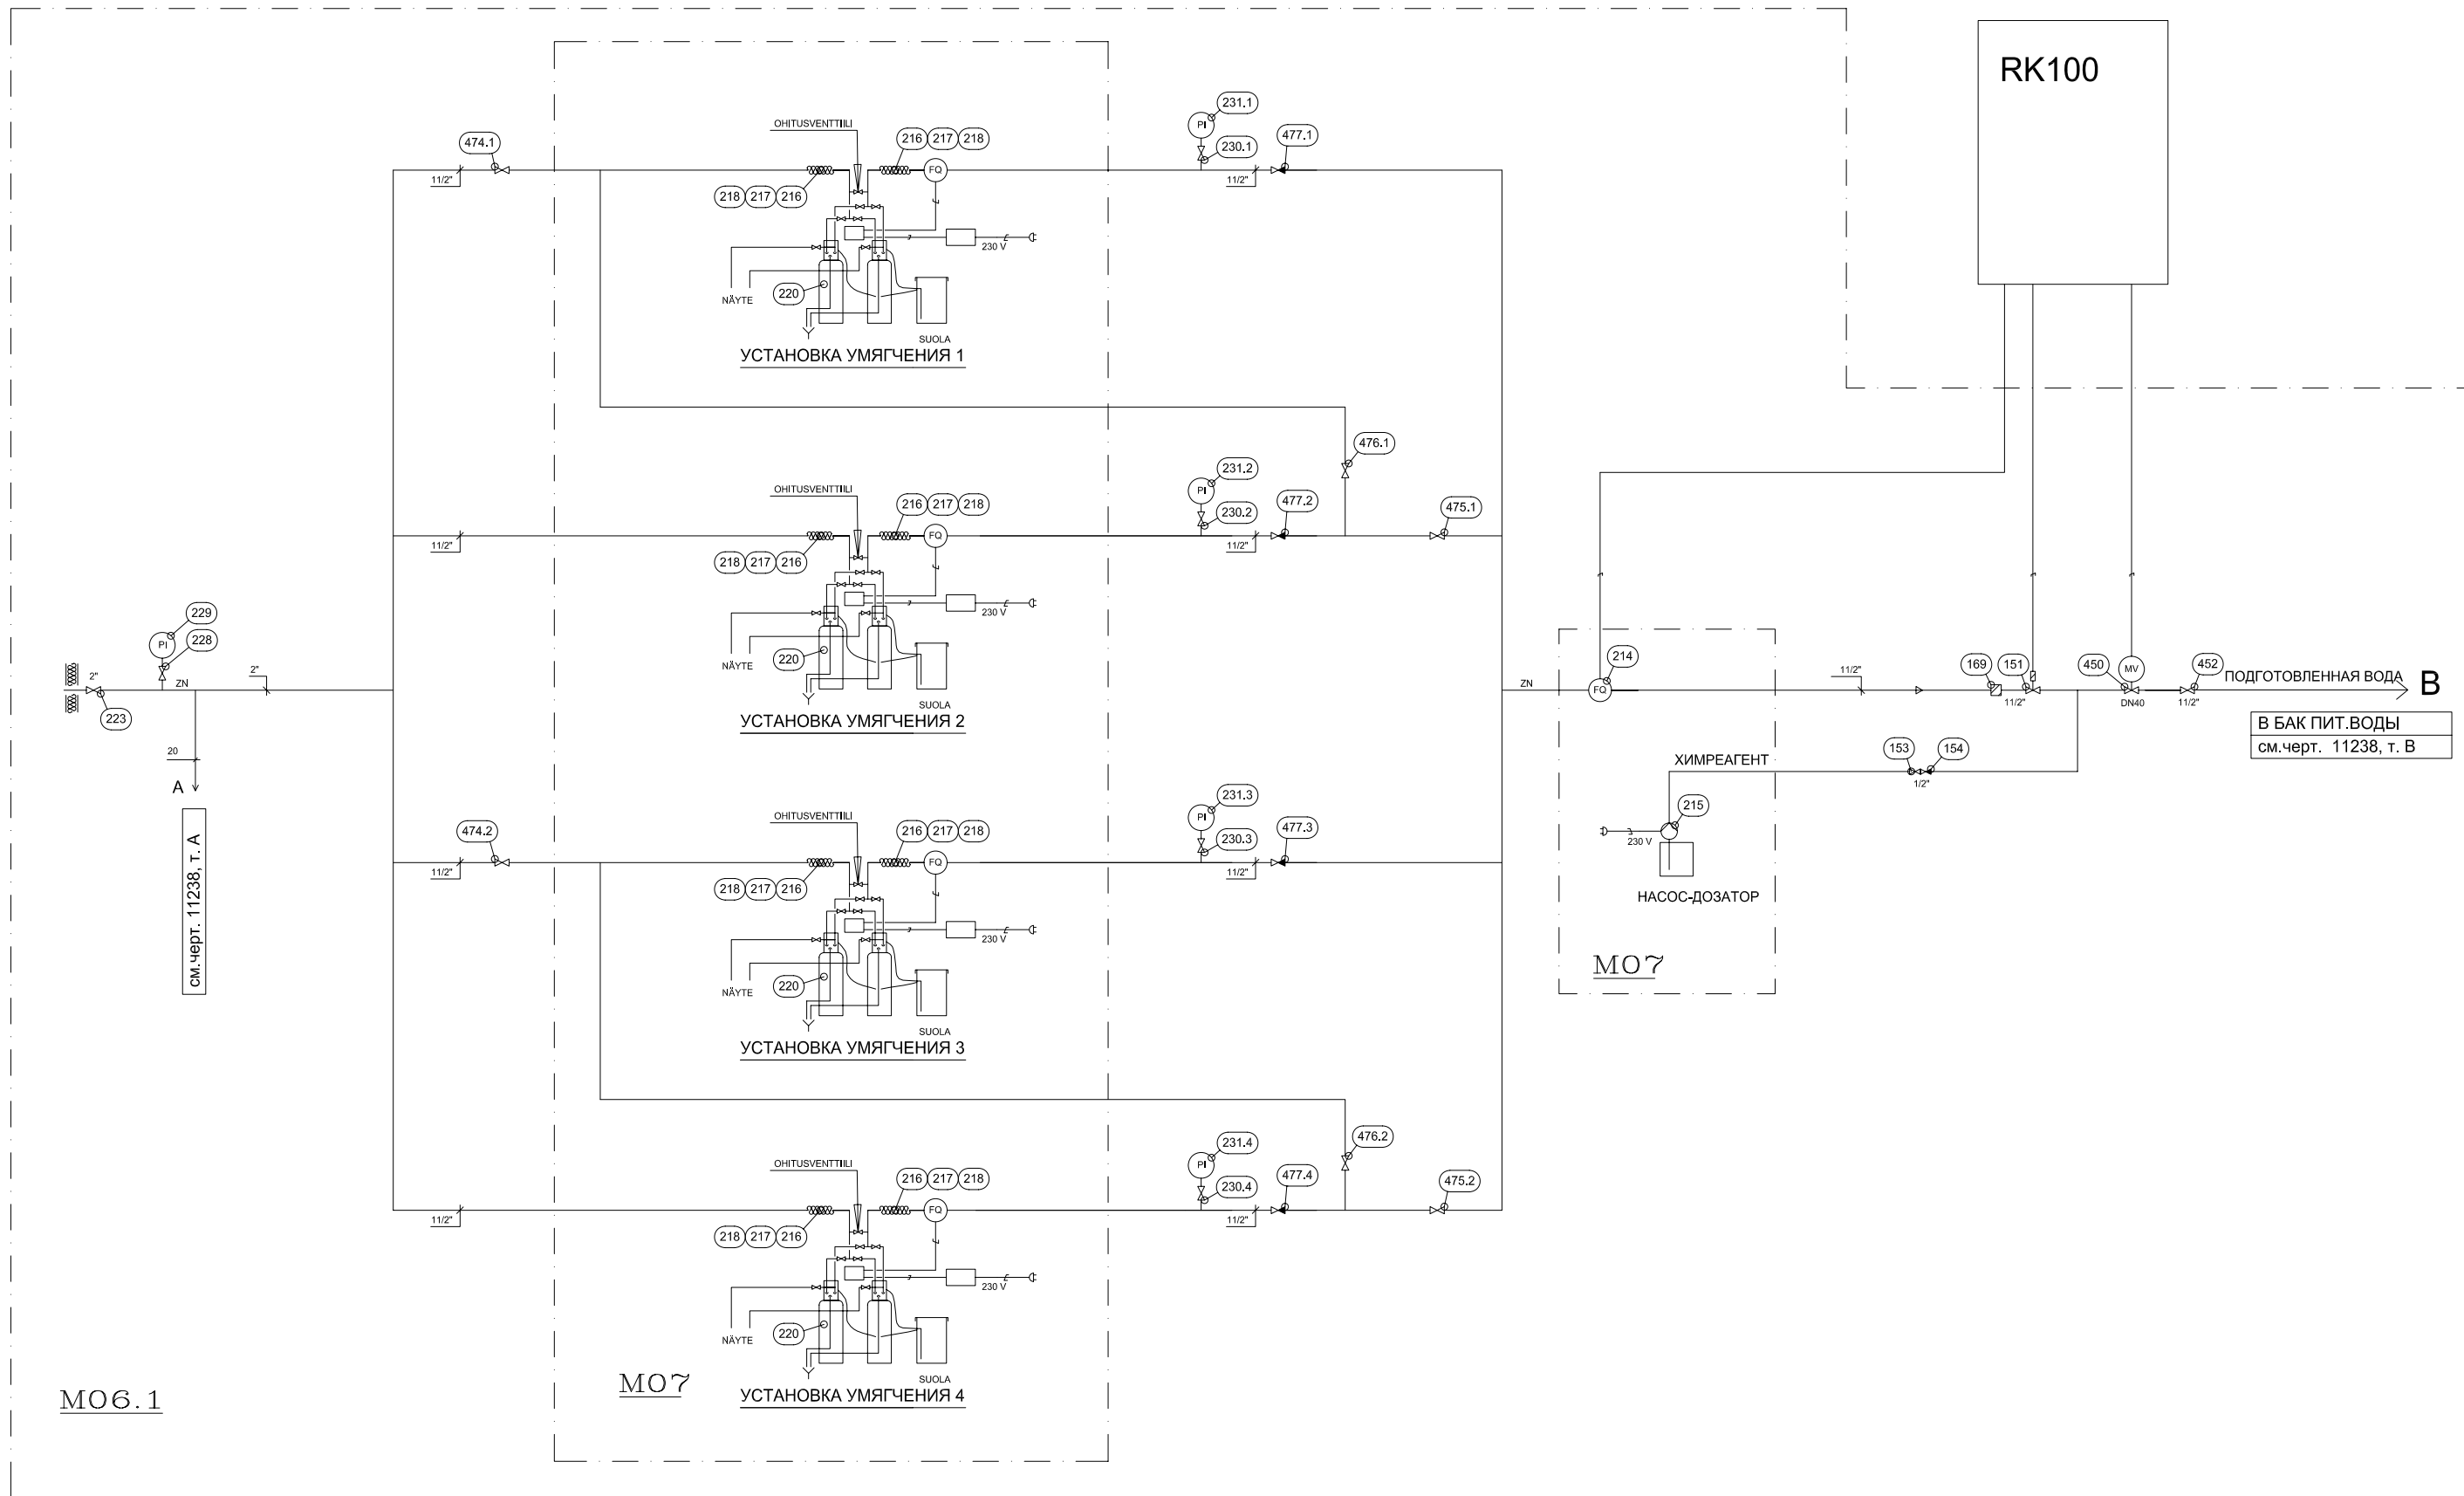 RK100
231.1
PI
230.1
477.1
474.1
OHITUSVENTTIILI
216 217 218
FQ
11/2"
11/2"
218 217 216
230 V
220
NÄYTE
SUOLA
УСТАНОВКА УМЯГЧЕНИЯ 1
476.1
231.2
PI
230.2
477.2
475.1
OHITUSVENTTIILI
216 217 218
FQ
11/2"
11/2"
218 217 216
230 V
220
NÄYTE
SUOLA
УСТАНОВКА УМЯГЧЕНИЯ 2
229
PI
228
2"
2"
ZN
223
20
A
см.черт. 11238, т. А
ZN
214
FQ
11/2"
169
151
11/2"
450
MV
DN40
452
11/2"
ПОДГОТОВЛЕННАЯ ВОДА
B
В БАК ПИТ.ВОДЫ
см.черт. 11238, т. В
ХИМРЕАГЕНТ
153
154
1/2"
215
230 V
НАСОС-ДОЗАТОР
MO7
231.3
PI
230.3
477.3
474.2
OHITUSVENTTIILI
216 217 218
FQ
11/2"
11/2"
218 217 216
230 V
220
NÄYTE
SUOLA
УСТАНОВКА УМЯГЧЕНИЯ 3
476.2
231.4
PI
230.4
477.4
475.2
OHITUSVENTTIILI
216 217 218
FQ
11/2"
11/2"
218 217 216
230 V
220
NÄYTE
SUOLA
УСТАНОВКА УМЯГЧЕНИЯ 4
MO7
MO6.1